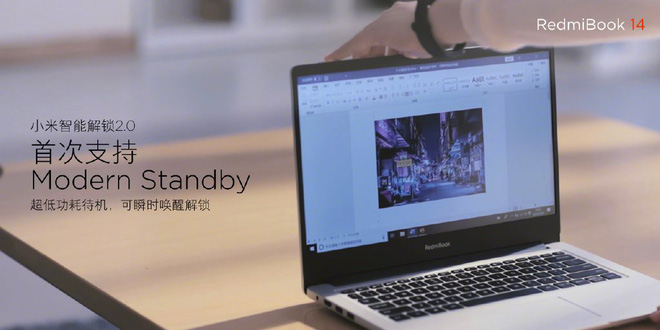 RedmiBook 14
小米智能解锁2.0
首次支持
Modern Standby
超低功耗待机，可瞬时唤醒解锁
RedmiBook